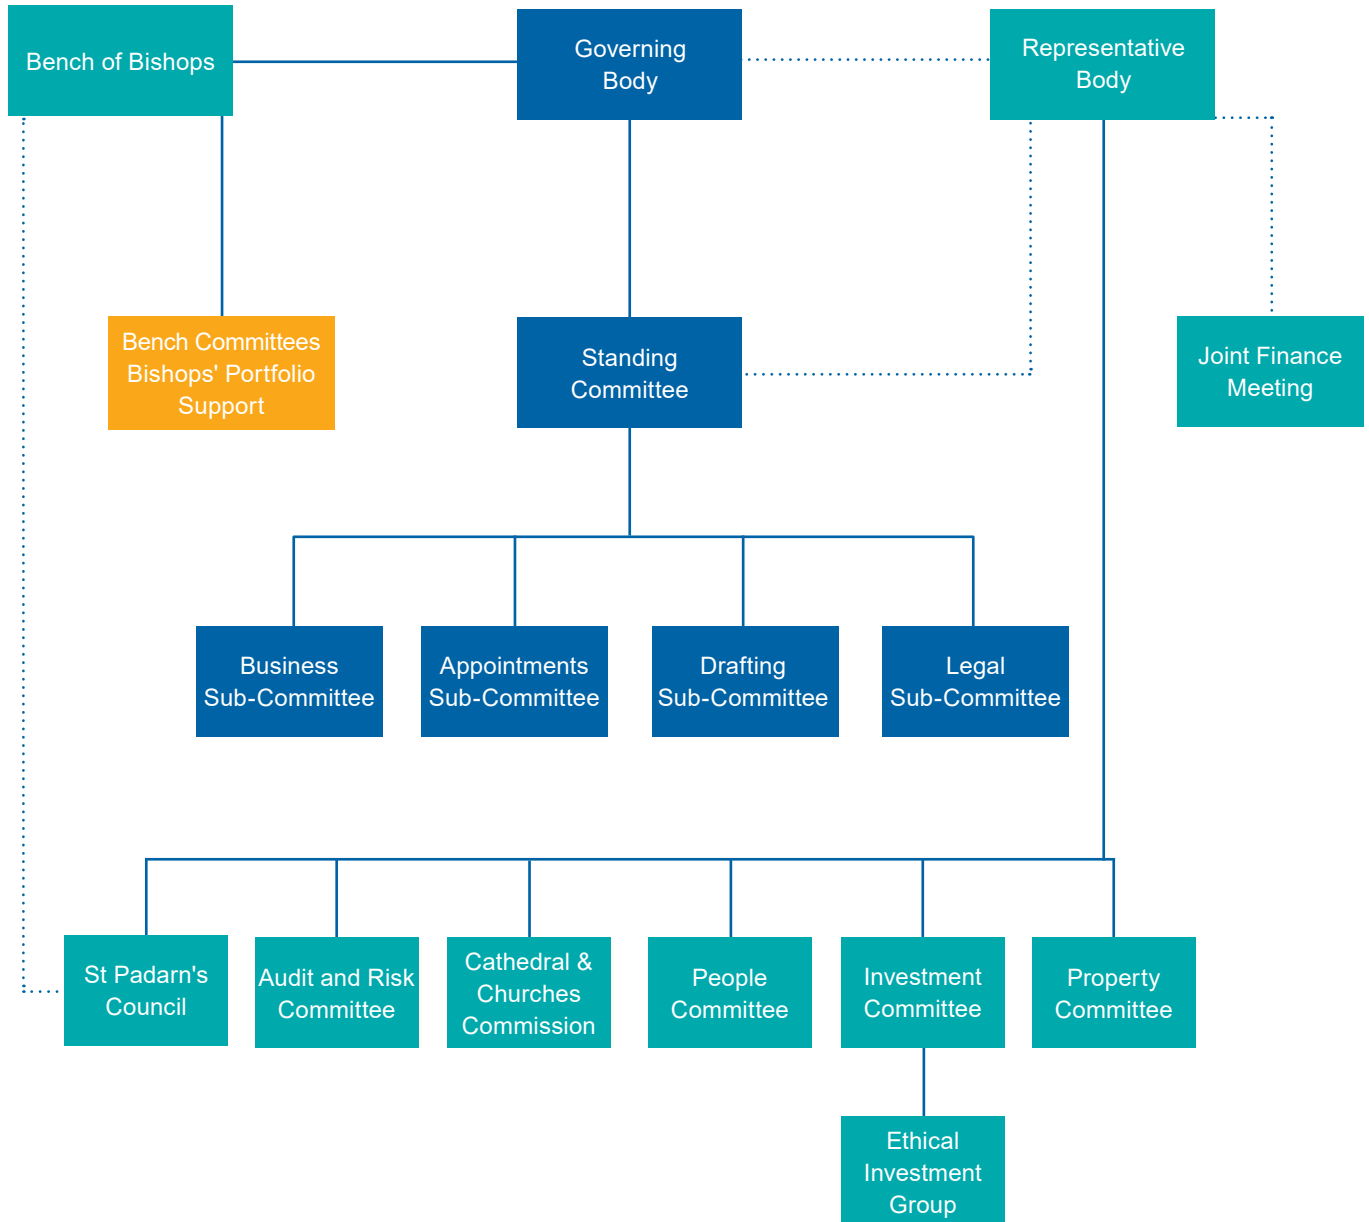 Bench of Bishops
Governing
Body
Representative
Body
Bench Committees
Bishops' Portfolio
Support
Standing
Committee
Joint Finance
Meeting
Business
Sub-Committee
Appointments
Sub-Committee
Drafting
Sub-Committee
Legal
Sub-Committee
St Padarn's
Council
Audit and Risk
Committee
Cathedral &
Churches
Commission
People
Committee
Investment
Committee
Property
Committee
Ethical
Investment
Group